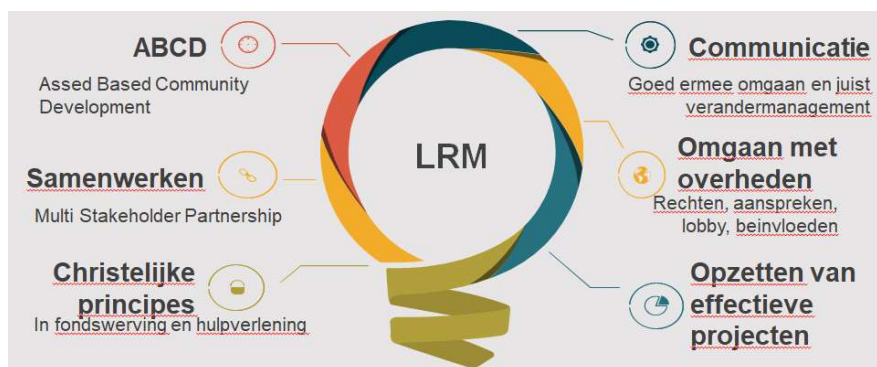 ABCD
Assed Based Community
Development
Samenwerken
Multi Stakeholder Partnership
Christelijke
principes
In fondswerving en hulpverlening
LRM
Communicatie
Goed ermee omgaan en juist
verandermanagement
Omgaan met
overheden
Rechten, aanspreken,
lobby, beinvloeden
Opzetten van
effectieve
projecten